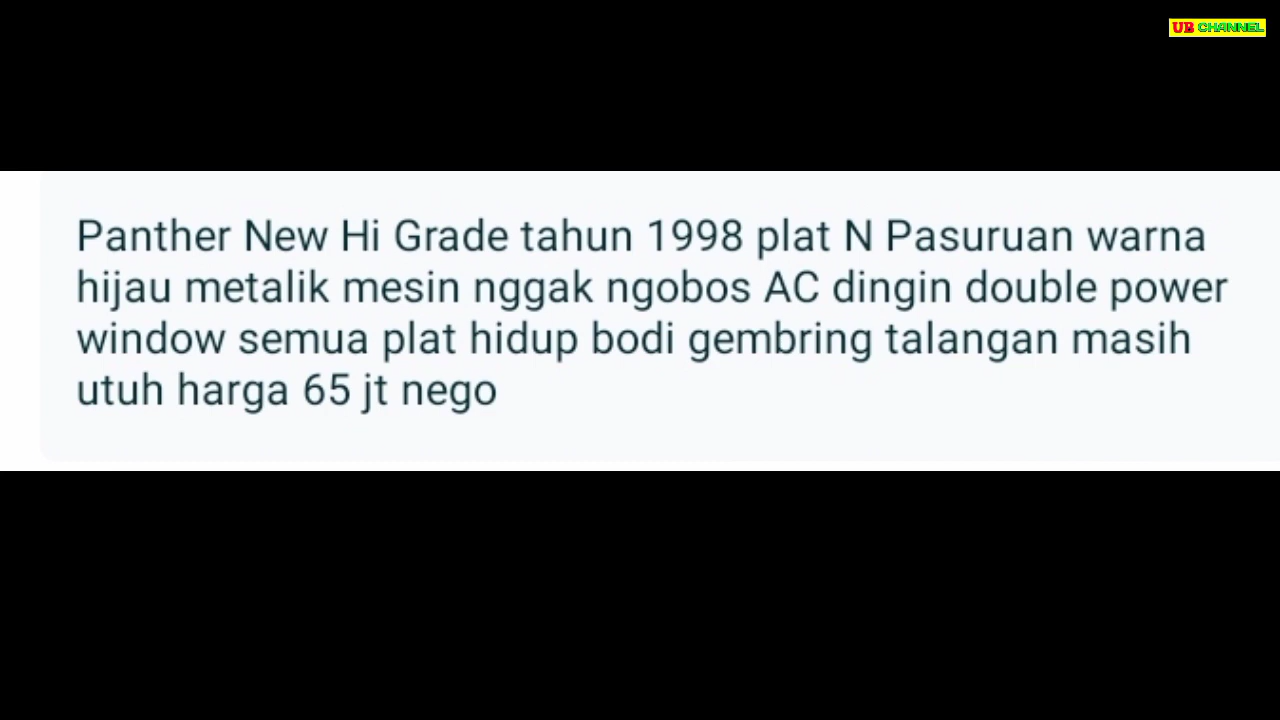 UB CHANNEL
Panther New Hi Grade tahun 1998 plat N Pasuruan warna
hijau metalik mesin nggak ngobos AC dingin double power
window semua plat hidup bodi gembring talangan masih
utuh harga 65 jt nego